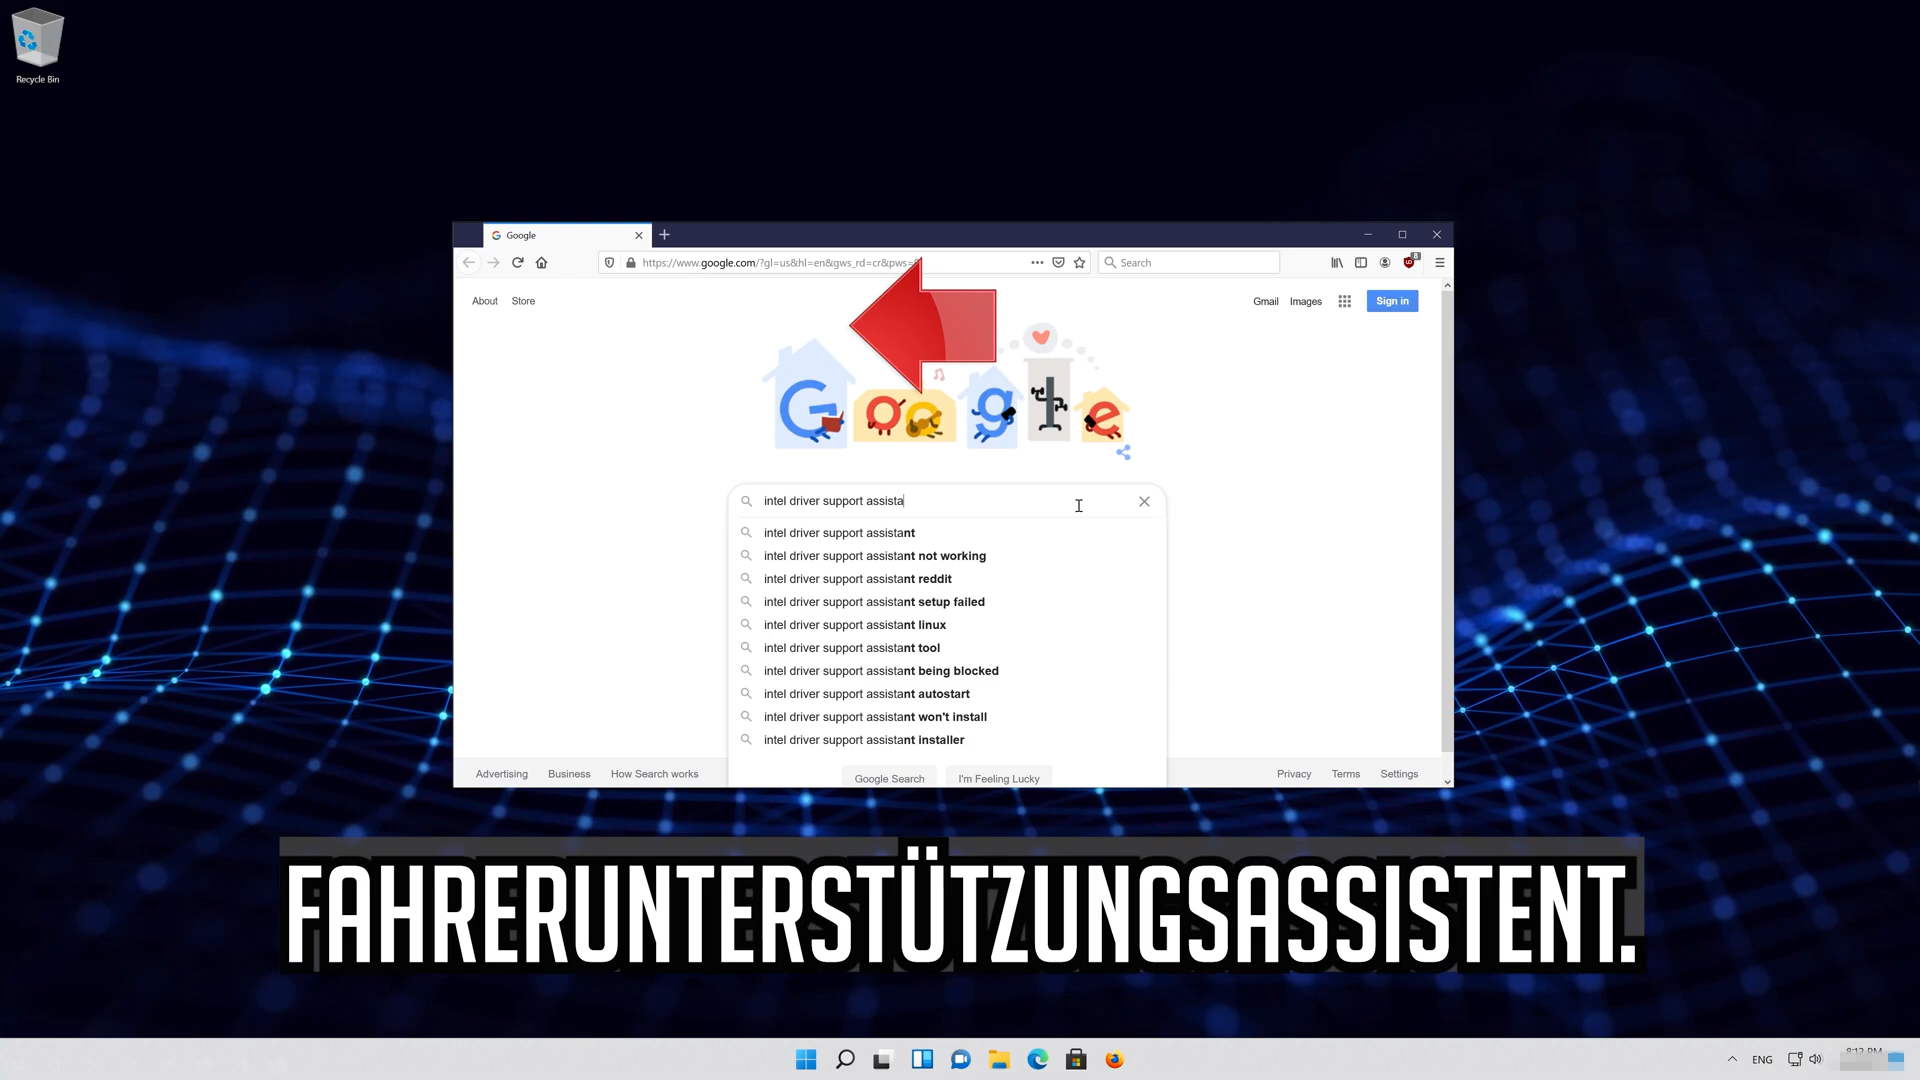 Recycle Bin
Google
https://www.google.com/?gl=us&hl=en&gws_rd=cr&pws=
Search
About Store
Gmail Images Sign in
Google
intel driver support assista
intel driver support assistant
intel driver support assistant not working
intel driver support assistant reddit
intel driver support assistant setup failed
intel driver support assistant linux
intel driver support assistant tool
intel driver support assistant being blocked
intel driver support assistant autostart
intel driver support assistant won't install
intel driver support assistant installer
Google Search I'm Feeling Lucky
Advertising Business How Search works
Privacy Terms Settings
FAHRERUNTERSTÜTZUNGSASSISTENT.
ENG
8:12 PM